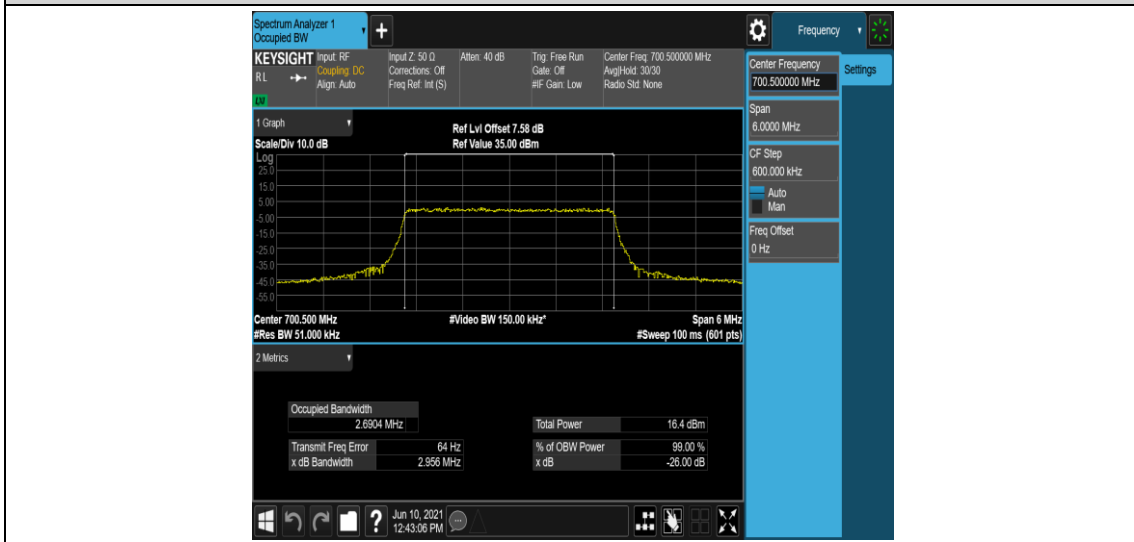 Spectrum Analyzer 1
Occupied BW
+
Frequency
KEYSIGHT
RL
LXI
Input: RF
Coupling: DC
Align: Auto
Input Z: 50 Ω
Corrections: Off
Freq Ref: Int (S)
Atten: 40 dB
Trig: Free Run
Gate: Off
#IF Gain: Low
Center Freq: 700.500000 MHz
Avg|Hold: 30/30
Radio Std: None
Center Frequency
700.500000 MHz
Settings
Span
6.0000 MHz
CF Step
600.000 kHz
Auto
Man
Freq Offset
0 Hz
1 Graph
Scale/Div 10.0 dB
Ref Lvl Offset 7.58 dB
Ref Value 35.00 dBm
Log
25.0
15.0
5.00
-5.00
-15.0
-25.0
-35.0
-45.0
-55.0
Center 700.500 MHz
#Video BW 150.00 kHz*
Span 6 MHz
#Res BW 51.000 kHz
#Sweep 100 ms (601 pts)
2 Metrics
Occupied Bandwidth
2.6904 MHz
Total Power 16.4 dBm
Transmit Freq Error 64 Hz
% of OBW Power 99.00 %
x dB Bandwidth 2.956 MHz
x dB -26.00 dB
?
Jun 10, 2021
12:43:06 PM